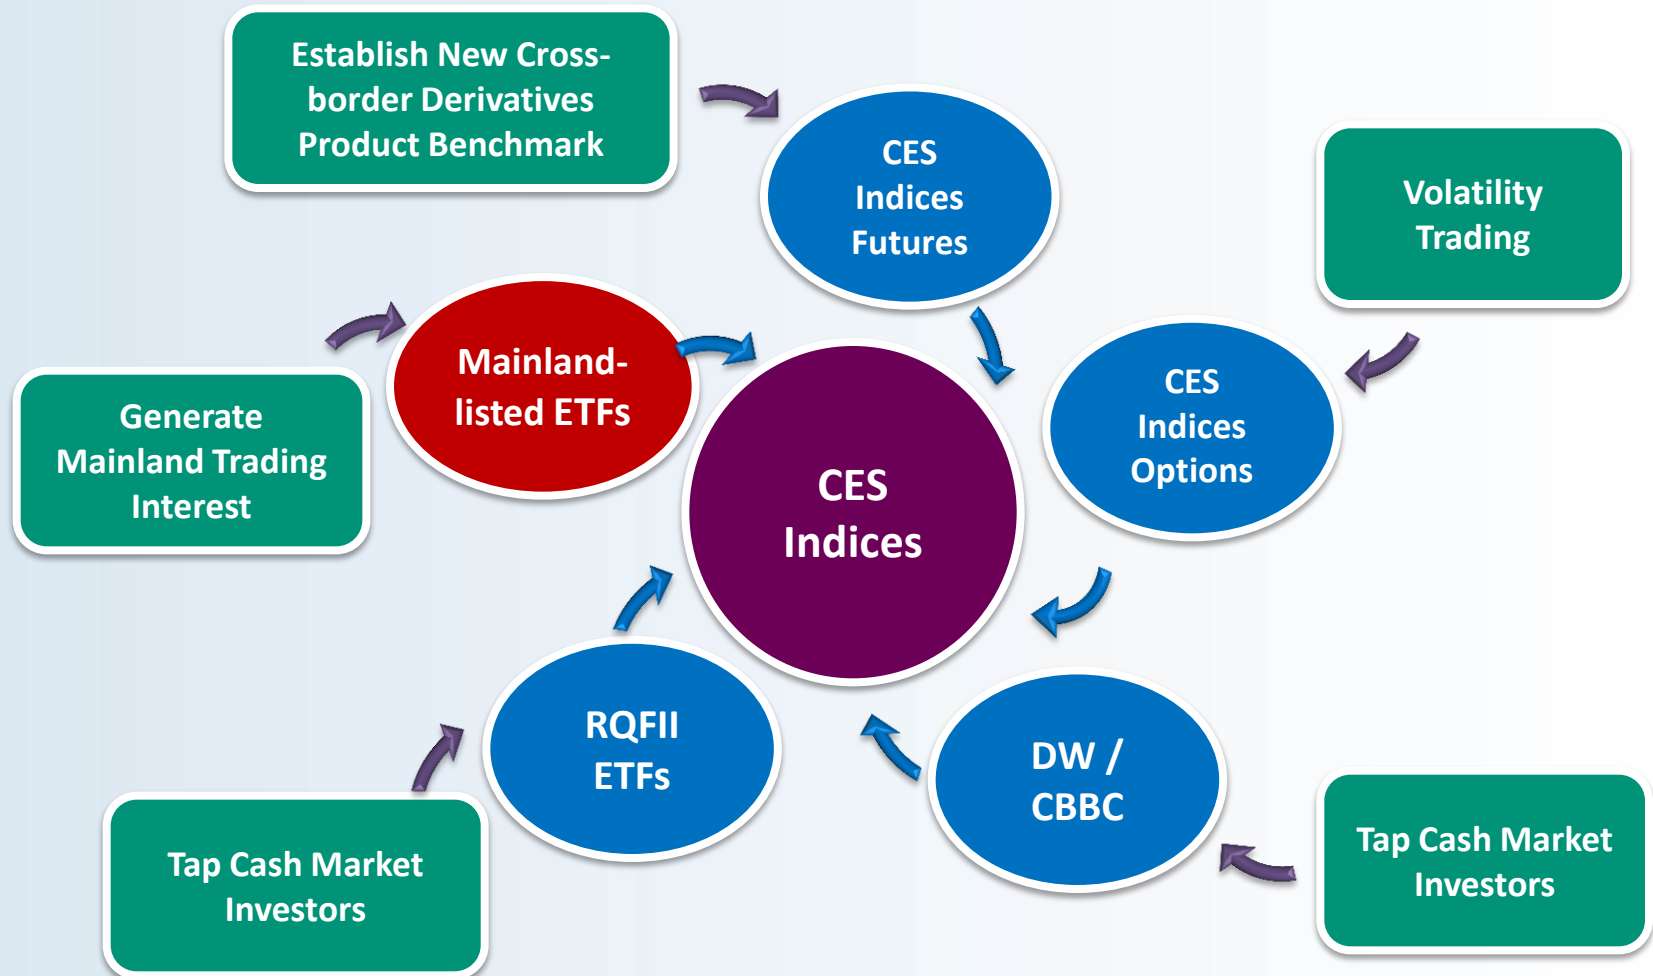 Establish New Cross-
border Derivatives
Product Benchmark
CES
Indices
Futures
Volatility
Trading
Mainland-
listed ETFs
CES
Indices
Options
Generate
Mainland Trading
Interest
CES
Indices
RQFII
ETFs
DW /
CBBC
Tap Cash Market
Investors
Tap Cash Market
Investors